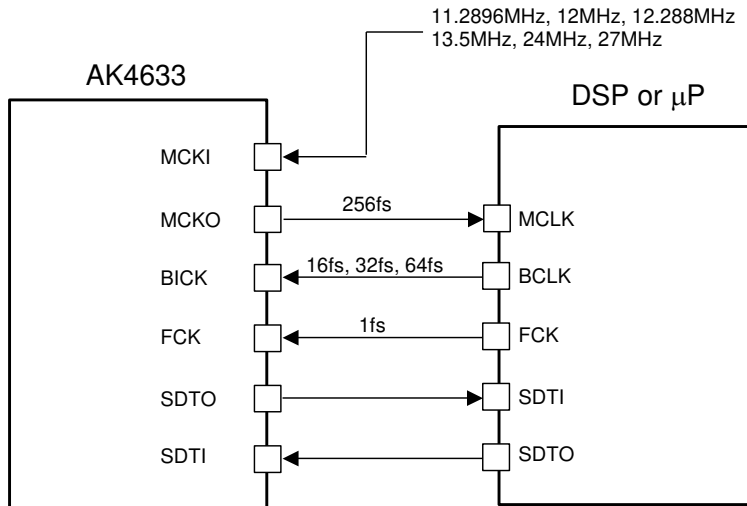 11.2896MHz, 12MHz, 12.288MHz
13.5MHz, 24MHz, 27MHz
AK4633
DSP or μP
MCKI
MCKO
256fs
MCLK
BICK
16fs, 32fs, 64fs
BCLK
FCK
1fs
FCK
SDTO
SDTI
SDTI
SDTO